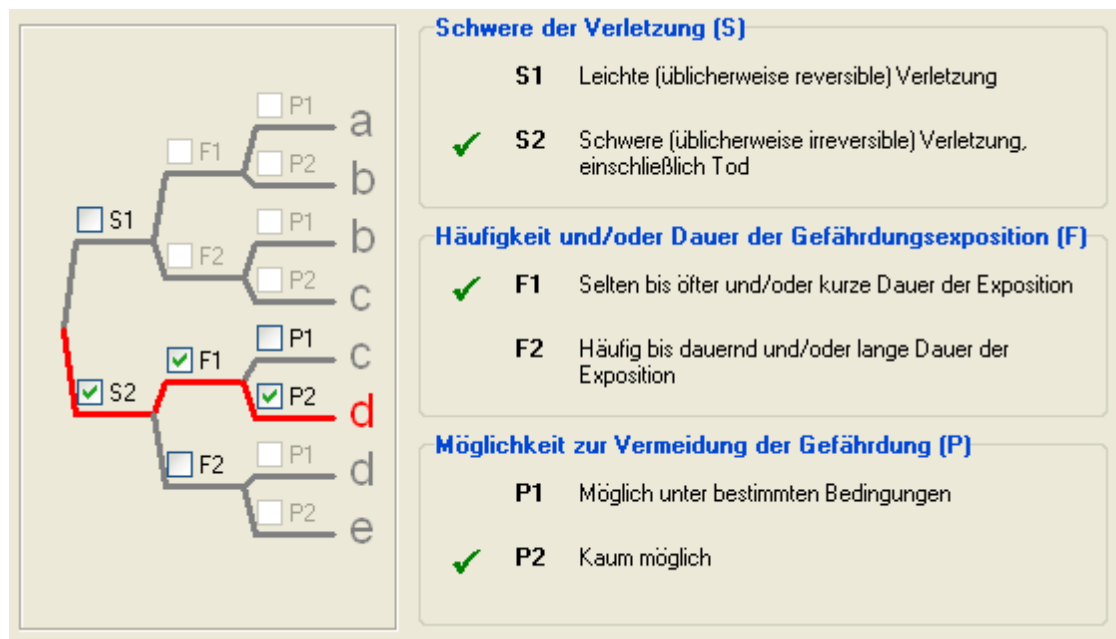 P1
a
F1
P2
b
S1
P1
b
F2
P2
c
P1
F1
c
S2
P2
d
F2
P1
d
P2
e
Schwere der Verletzung (S)
S1 Leichte (üblicherweise reversible) Verletzung
S2 Schwere (üblicherweise irreversible) Verletzung,
einschließlich Tod
Häufigkeit und/oder Dauer der Gefährdungsexposition (F)
F1 Selten bis öfter und/oder kurze Dauer der Exposition
F2 Häufig bis dauernd und/oder lange Dauer der
Exposition
Möglichkeit zur Vermeidung der Gefährdung (P)
P1 Möglich unter bestimmten Bedingungen
P2 Kaum möglich